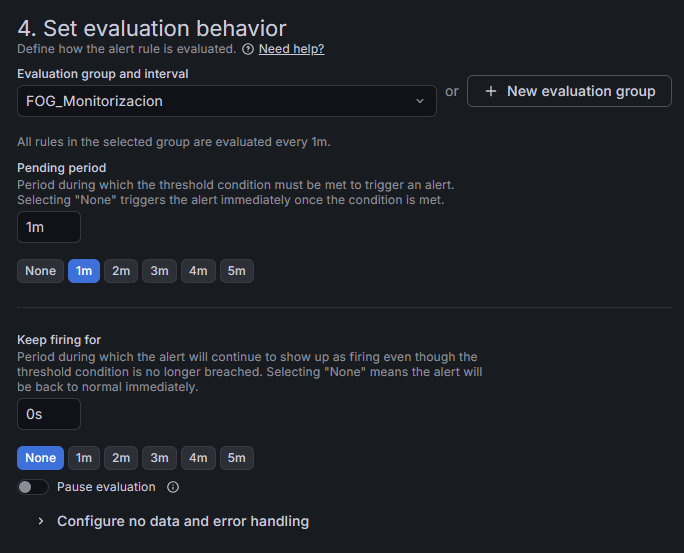 4. Set evaluation behavior
Define how the alert rule is evaluated. Need help?
Evaluation group and interval
FOG_Monitorizacion or + New evaluation group
All rules in the selected group are evaluated every 1m.
Pending period
Period during which the threshold condition must be met to trigger an alert.
Selecting "None" triggers the alert immediately once the condition is met.
1m
None 1m 2m 3m 4m 5m
Keep firing for
Period during which the alert will continue to show up as firing even though the
threshold condition is no longer breached. Selecting "None" means the alert will
be back to normal immediately.
0s
None 1m 2m 3m 4m 5m
Pause evaluation
Configure no data and error handling